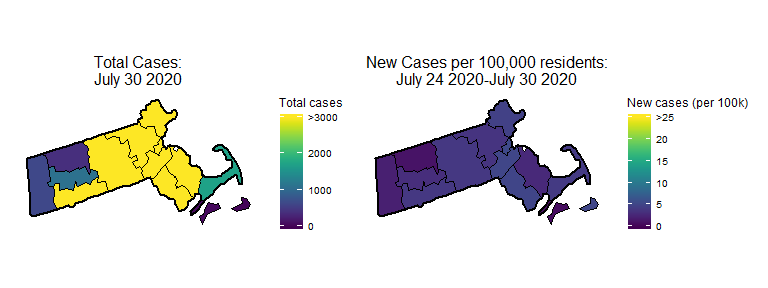 Total Cases:
July 30 2020
Total cases
>3000
2000
1000
0
New Cases per 100,000 residents:
July 24 2020-July 30 2020
New cases (per 100k)
>25
20
15
10
5
0